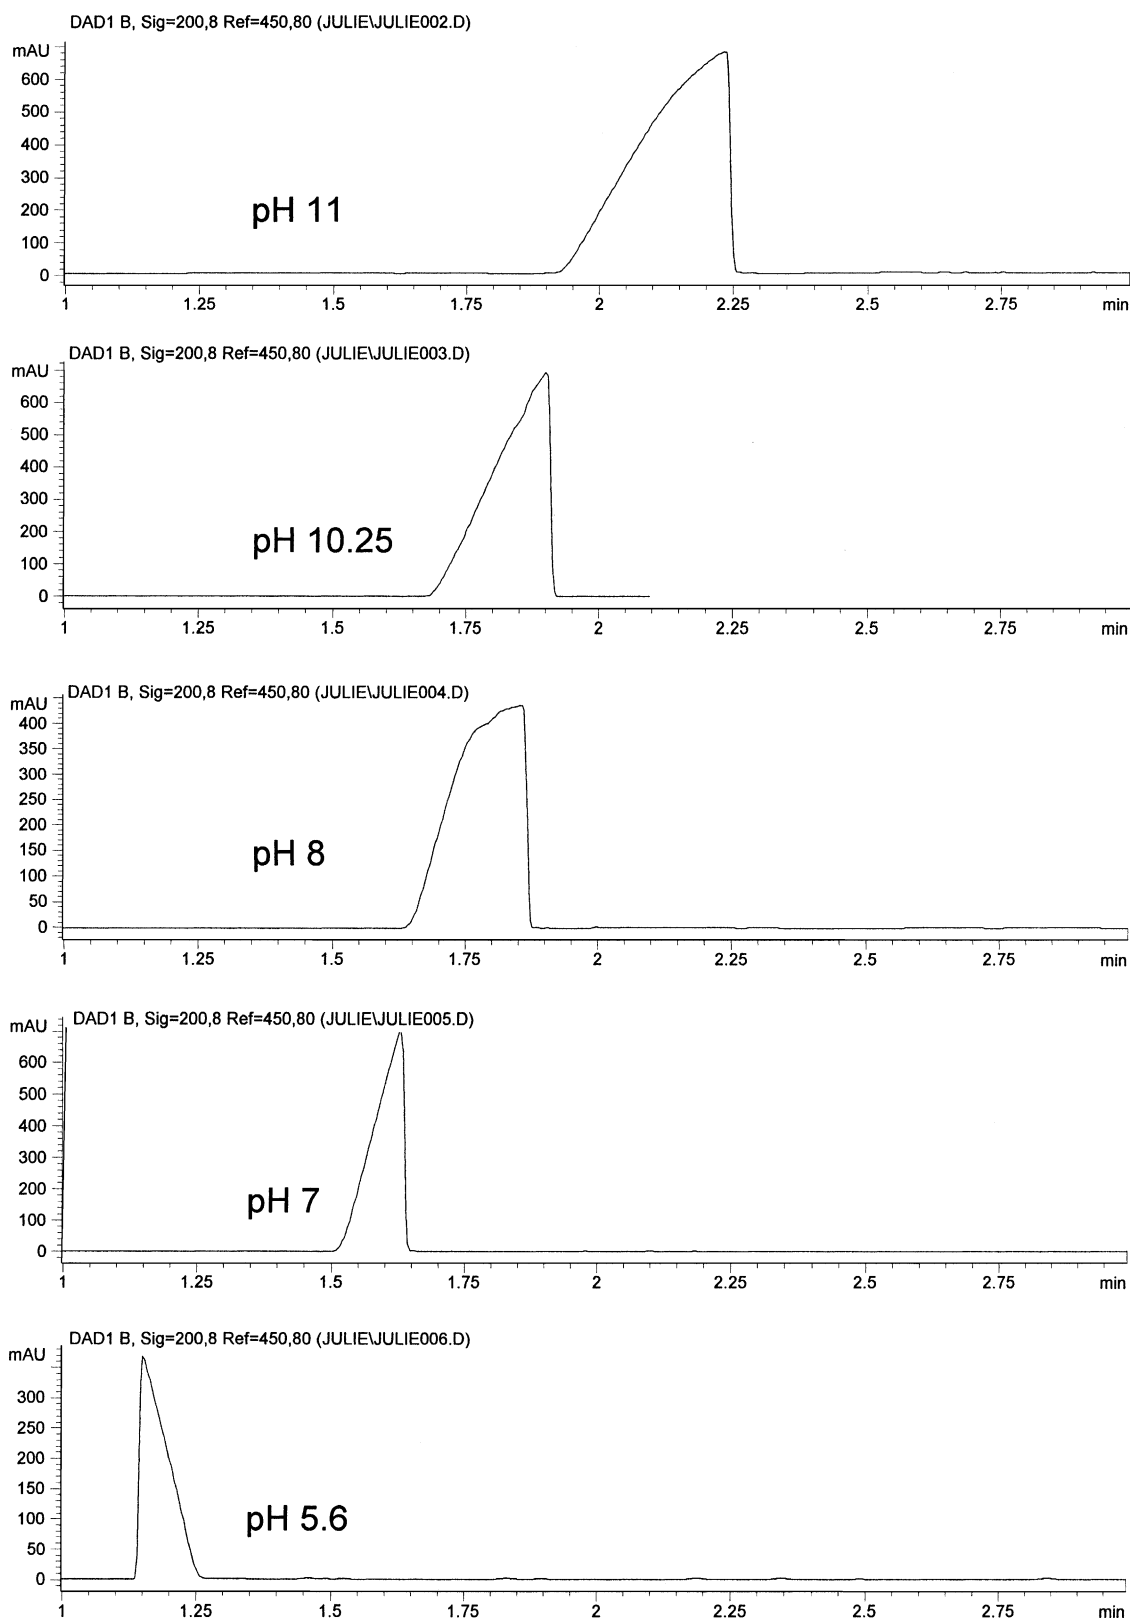 DAD1 B, Sig=200,8 Ref=450,80 (JULIE\JULIE002.D)
mAU
600
500
400
300
200
100
0
pH 11
1 1.25 1.5 1.75 2 2.25 2.5 2.75 min
DAD1 B, Sig=200,8 Ref=450,80 (JULIE\JULIE003.D)
mAU
600
500
400
300
200
100
0
pH 10.25
1 1.25 1.5 1.75 2 2.25 2.5 2.75 min
DAD1 B, Sig=200,8 Ref=450,80 (JULIE\JULIE004.D)
mAU
400
350
300
250
200
150
100
50
0
pH 8
1 1.25 1.5 1.75 2 2.25 2.5 2.75 min
DAD1 B, Sig=200,8 Ref=450,80 (JULIE\JULIE005.D)
mAU
600
500
400
300
200
100
0
pH 7
1 1.25 1.5 1.75 2 2.25 2.5 2.75 min
DAD1 B, Sig=200,8 Ref=450,80 (JULIE\JULIE006.D)
mAU
300
250
200
150
100
50
0
pH 5.6
1 1.25 1.5 1.75 2 2.25 2.5 2.75 min